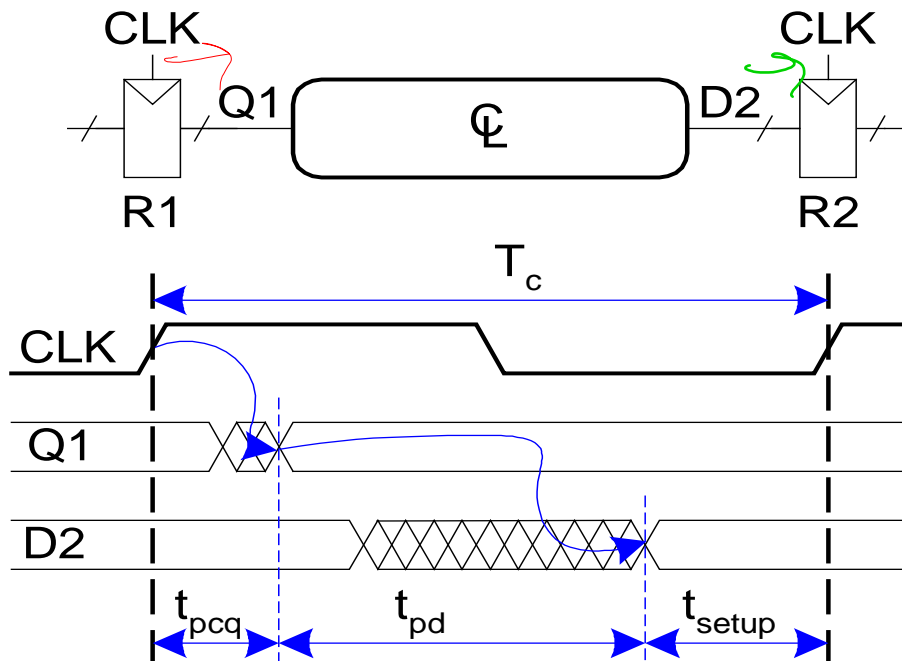 CLK CLK
Q1 CL D2
R1 R2
Tc
CLK
Q1
D2
tpcq tpd tsetup